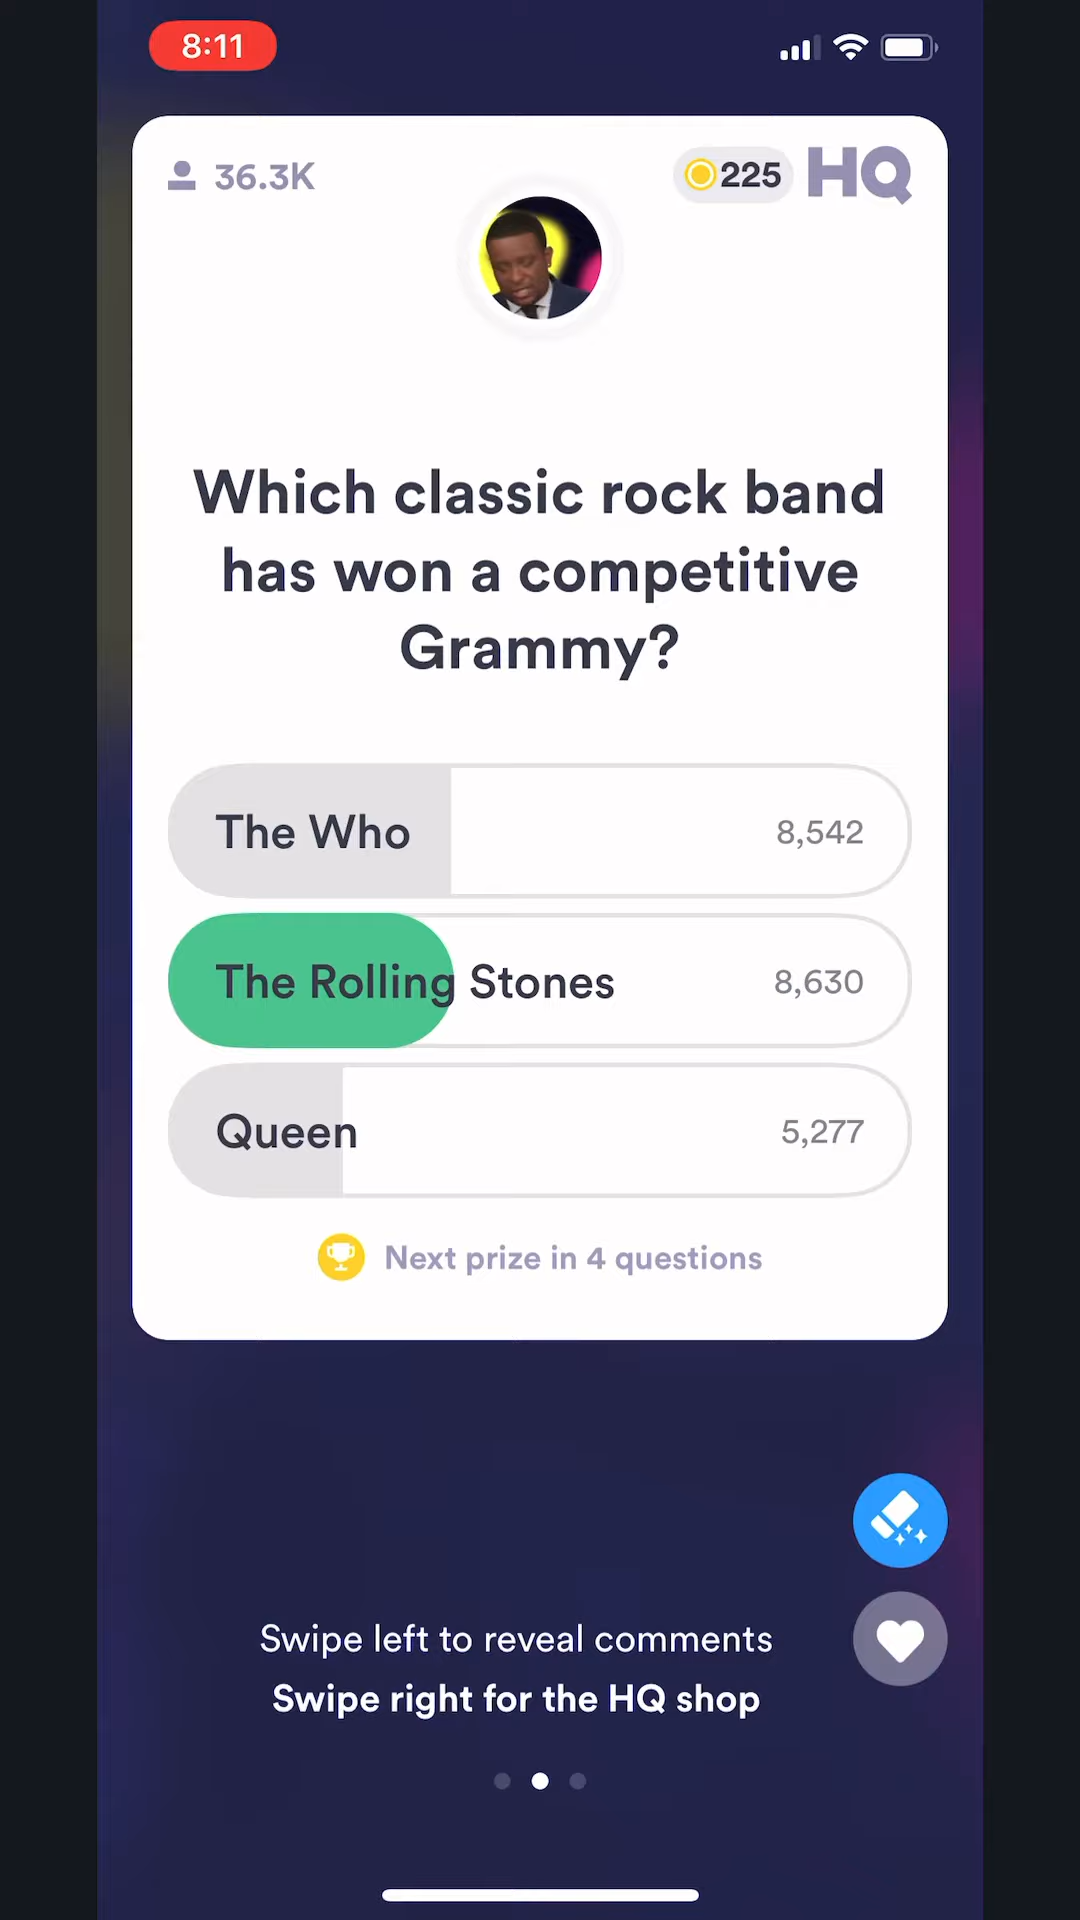 8:11
36.3K
225 HQ
Which classic rock band
has won a competitive
Grammy?
The Who 8,542
The Rolling Stones 8,630
Queen 5,277
Next prize in 4 questions
Swipe left to reveal comments
Swipe right for the HQ shop